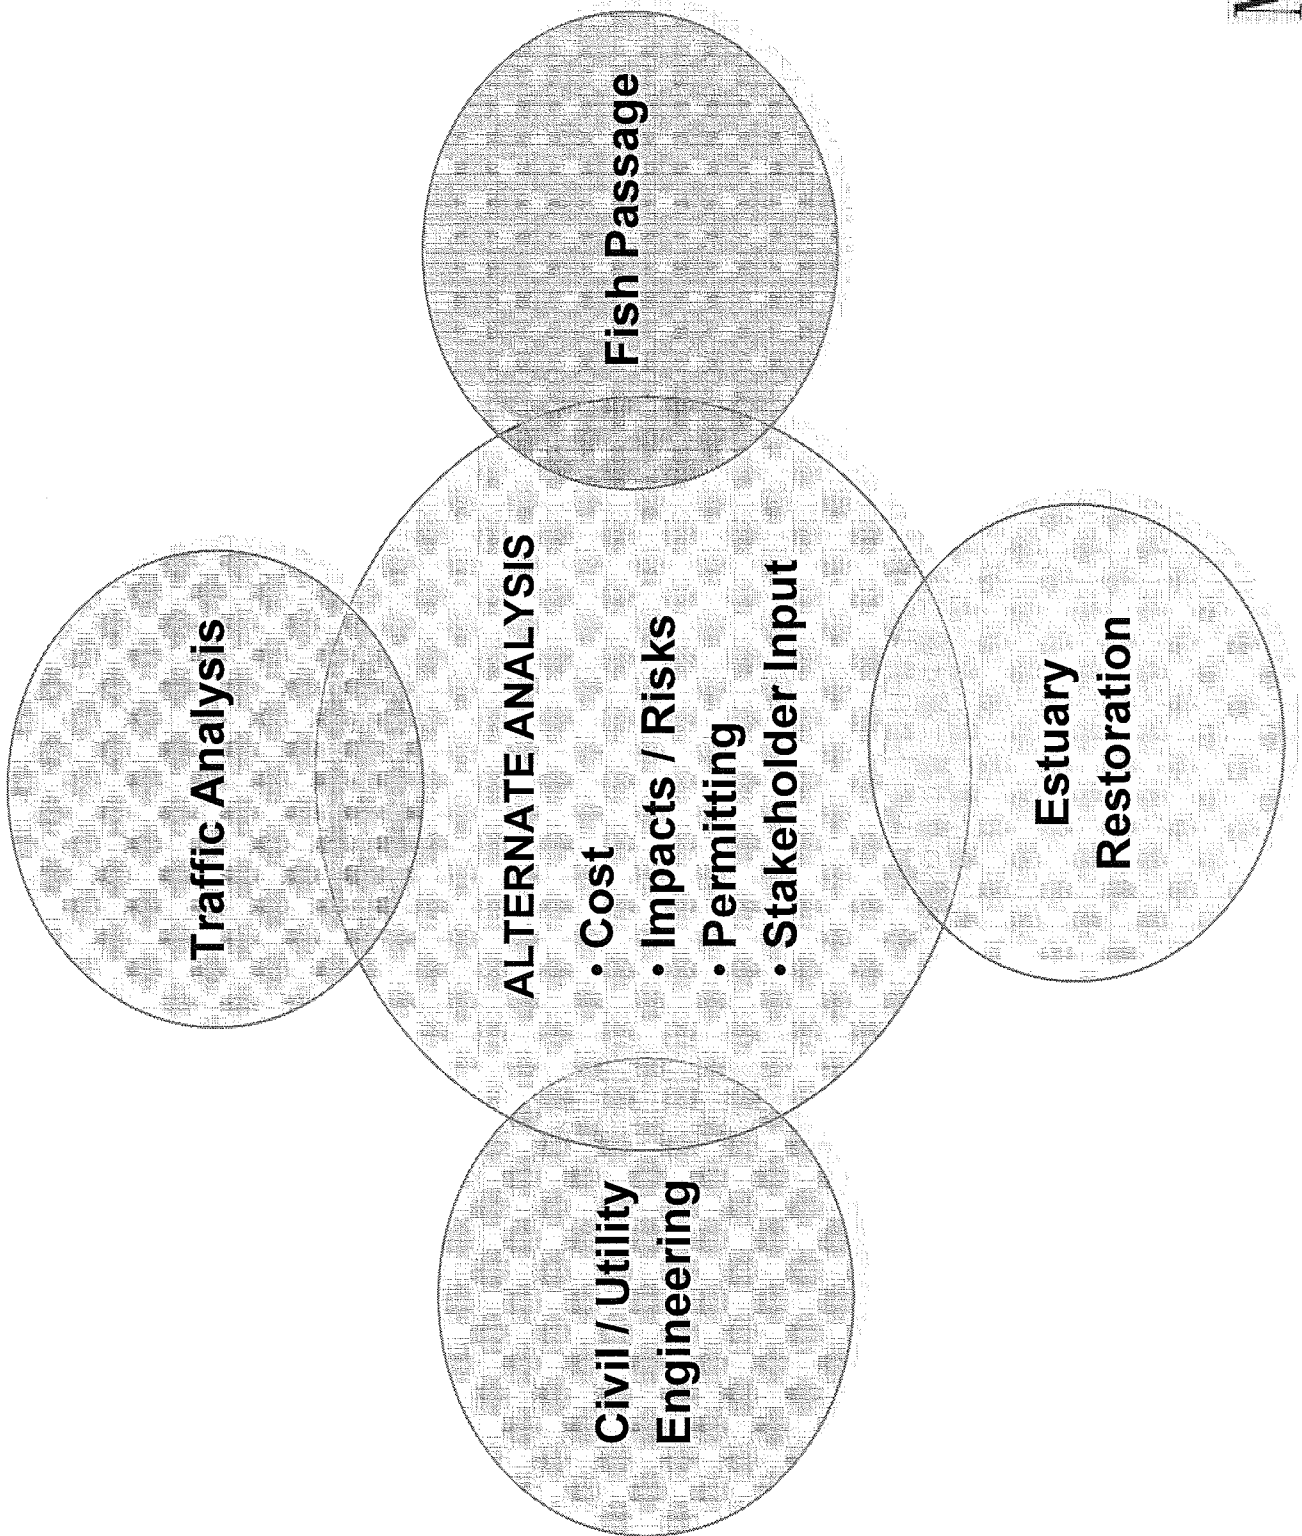 Traffic Analysis
Civil / Utility
Engineering
ALTERNATE ANALYSIS
• Cost
• Impacts / Risks
• Permitting
• Stakeholder Input
Fish Passage
Estuary
Restoration